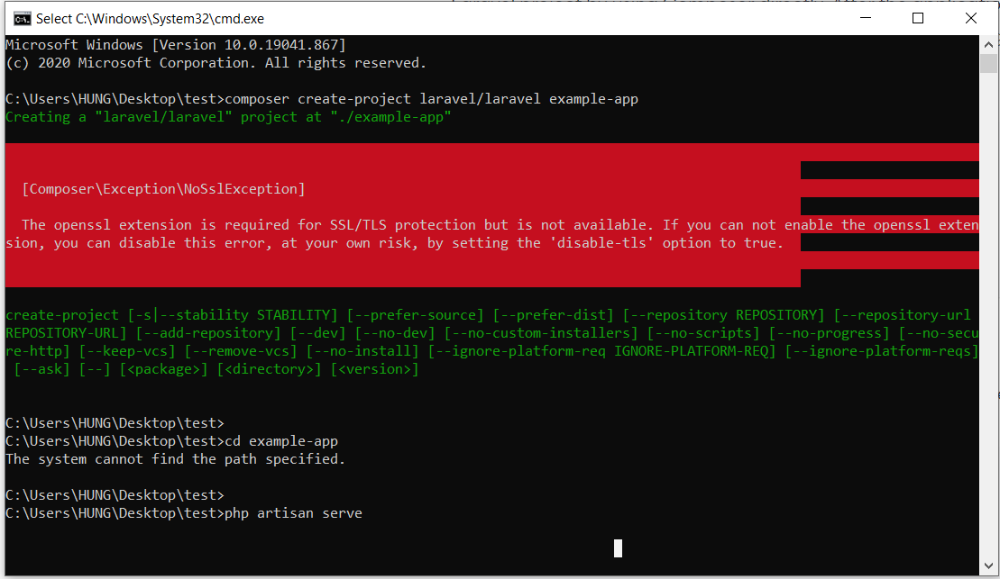 Select C:\Windows\System32\cmd.exe
Microsoft Windows [Version 10.0.19041.867]
(c) 2020 Microsoft Corporation. All rights reserved.
C:\Users\HUNG\Desktop\test>composer create-project laravel/laravel example-app
Creating a "laravel/laravel" project at "./example-app"
[Composer\Exception\NoSslException]
The openssl extension is required for SSL/TLS protection but is not available. If you can not enable the openssl exten
sion, you can disable this error, at your own risk, by setting the 'disable-tls' option to true.
create-project [-s|--stability STABILITY] [--prefer-source] [--prefer-dist] [--repository REPOSITORY] [--repository-url
REPOSITORY-URL] [--add-repository] [--dev] [--no-dev] [--no-custom-installers] [--no-scripts] [--no-progress] [--no-secu
re-http] [--keep-vcs] [--remove-vcs] [--no-install] [--ignore-platform-req IGNORE-PLATFORM-REQ] [--ignore-platform-reqs]
[--ask] [--] [<package>] [<directory>] [<version>]
C:\Users\HUNG\Desktop\test>
C:\Users\HUNG\Desktop\test>cd example-app
The system cannot find the path specified.
C:\Users\HUNG\Desktop\test>
C:\Users\HUNG\Desktop\test>php artisan serve